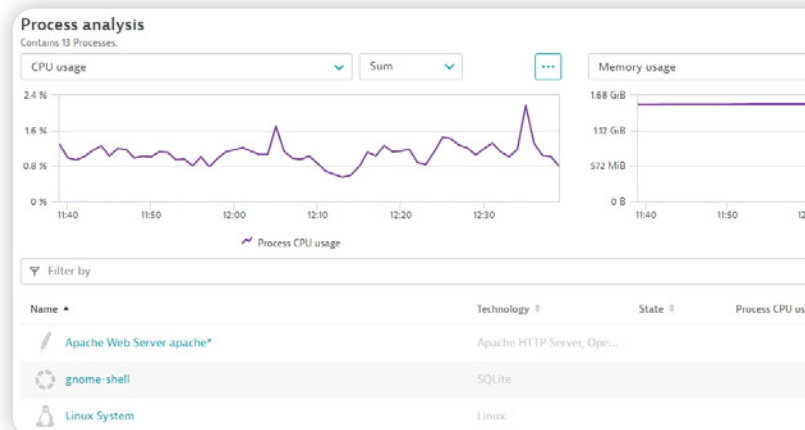 Process analysis
Contains 13 Processes.
CPU usage Sum ... Memory usage
2.4 % 1.68 GiB
1.6 % 1.12 GiB
0.8 % 572 MiB
0 % 0 B
11:40 11:50 12:00 12:10 12:20 12:30 11:40 11:50
Process CPU usage
Filter by
Name Technology State Process CPU us
Apache Web Server apache* Apache HTTP Server, Ope...
gnome-shell SQLite
Linux System Linux